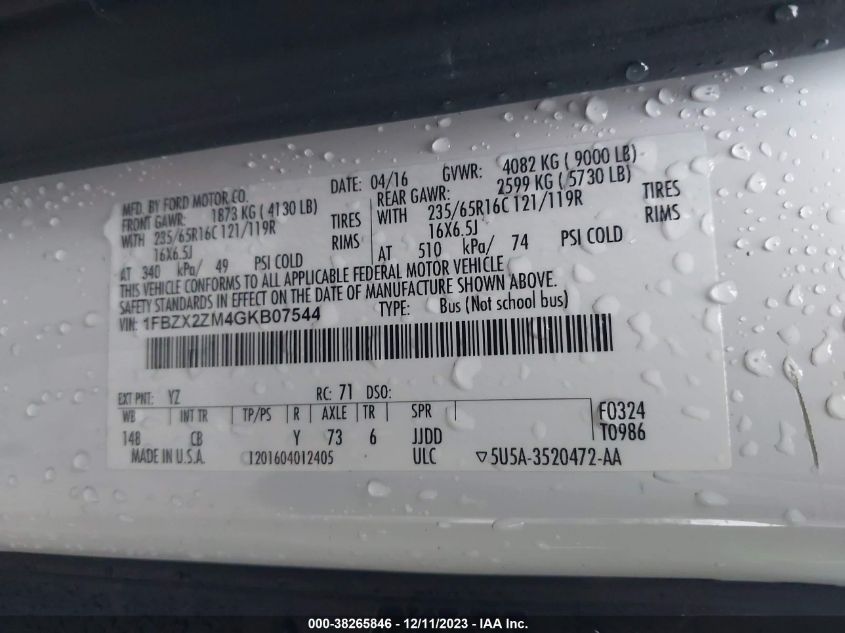 MFD. BY FORD MOTOR CO.
DATE: 04/16 GVWR: 4082 KG ( 9000 LB)
FRONT GAWR: 1873 KG ( 4130 LB)
REAR GAWR: 2599 KG ( 5730 LB)
WITH 235/65R16C 121/119R TIRES
WITH 235/65R16C 121/119R TIRES
16X6.5J RIMS
16X6.5J RIMS
AT 340 kPa/ 49 PSI COLD
AT 510 kPa/ 74 PSI COLD
THIS VEHICLE CONFORMS TO ALL APPLICABLE FEDERAL MOTOR VEHICLE
SAFETY STANDARDS IN EFFECT ON THE DATE OF MANUFACTURE SHOWN ABOVE.
VIN: 1FBZX2ZM4GKB07544 TYPE: Bus (Not school bus)
EXT PNT: YZ RC: 71 DSO:
WB INT TR TP/PS R AXLE TR SPR F0324
148 CB Y 73 6 JJDD T0986
MADE IN U.S.A. 1201604012405 ULC ▽5U5A-3520472-AA
000-38265846 - 12/11/2023 - IAA Inc.